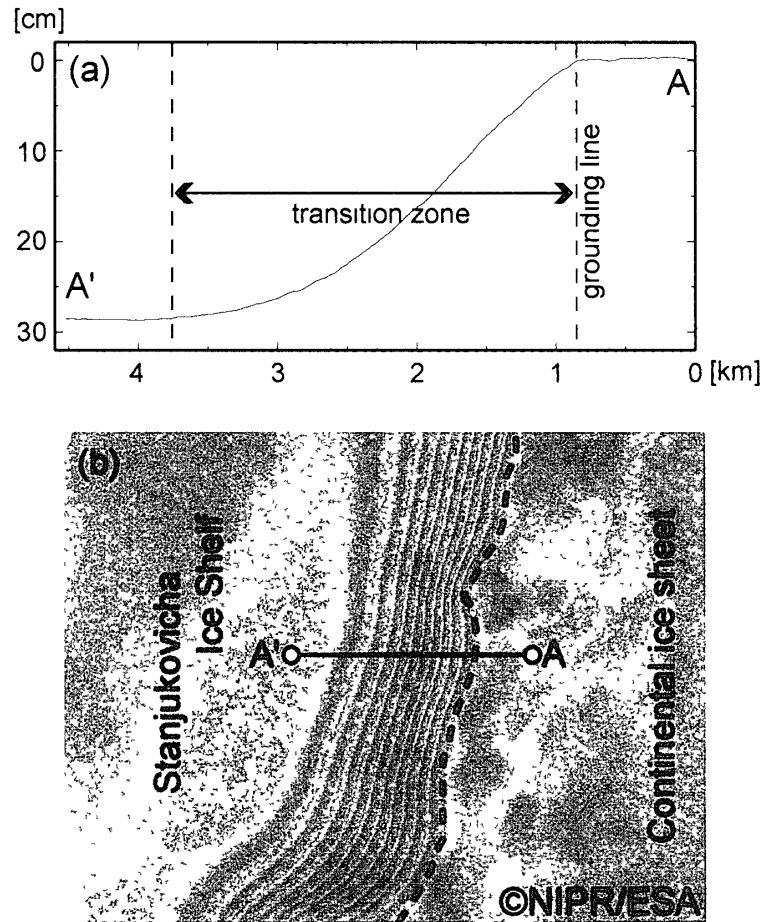 [cm]
0
(a)
A
10
grounding line
transition zone
20
A'
30
4
3
2
1
0 [km]
(b)
Stanjukovicha
Ice Shelf
A'
A
Continental ice sheet
©NIPR/ESA